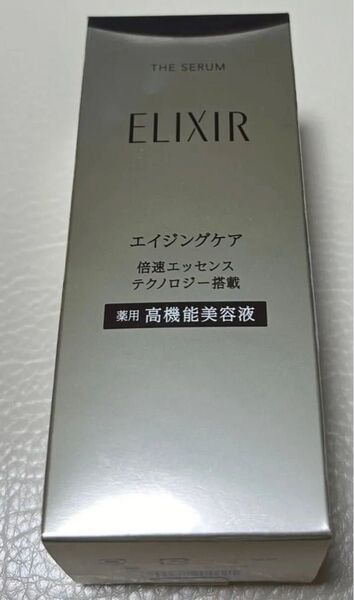 THE SERUM
ELIXIR
エイジングケア
倍速エッセンス
テクノロジー搭載
薬用 高機能美容液